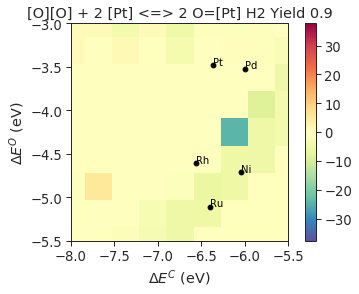 [O][O] + 2 [Pt] <=> 2 O=[Pt] H2 Yield 0.9
−3.0
−3.5
−4.0
−4.5
−5.0
−5.5
ΔE^O (eV)
Pt
Pd
Rh
Ni
Ru
−8.0 −7.5 −7.0 −6.5 −6.0 −5.5
ΔE^C (eV)
30
20
10
0
−10
−20
−30